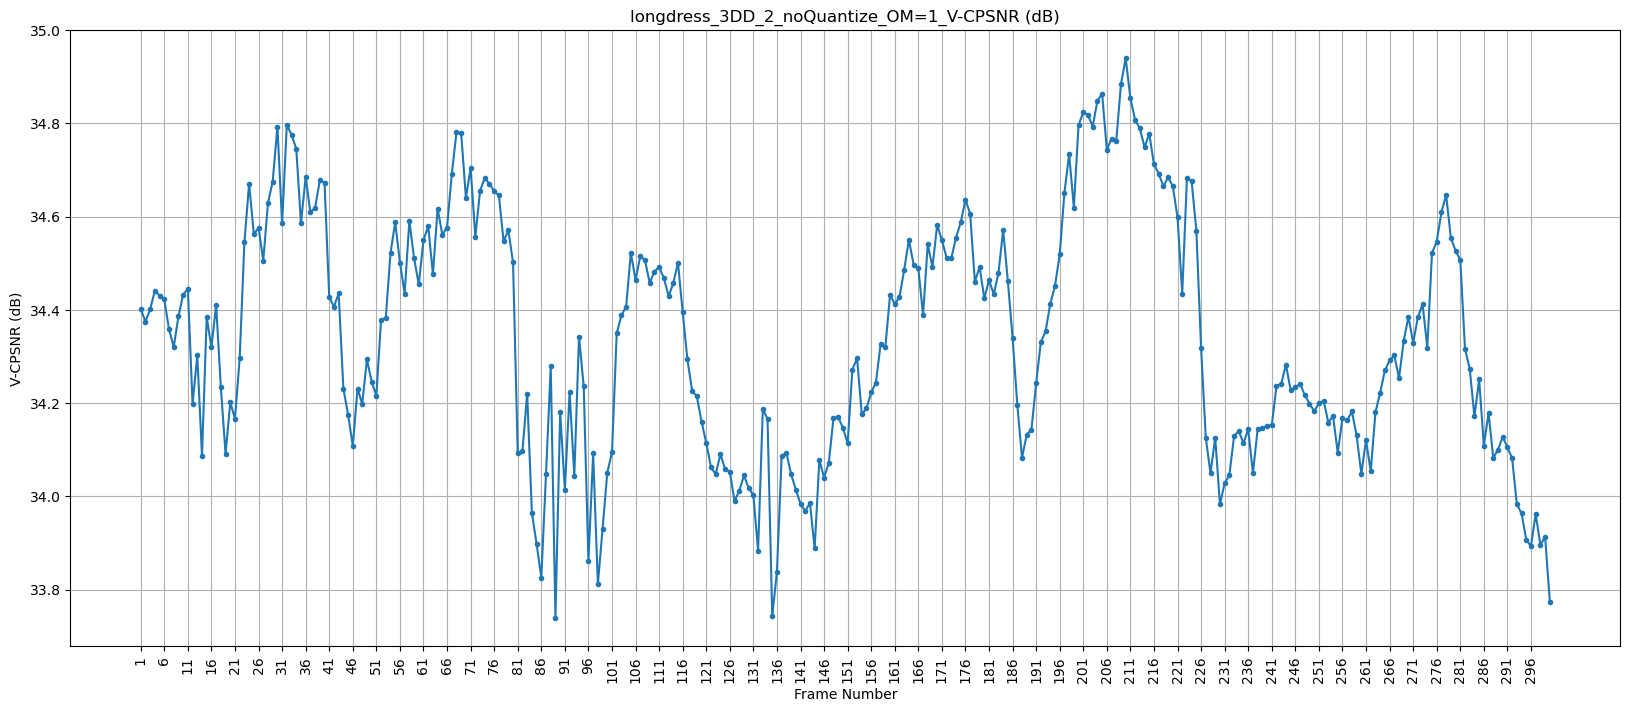 longdress_3DD_2_noQuantize_OM=1_V-CPSNR (dB)
35.0
34.8
34.6
34.4
34.2
34.0
33.8
V-CPSNR (dB)
1 6 11 16 21 26 31 36 41 46 51 56 61 66 71 76 81 86 91 96 101 106 111 116 121 126 131 136 141 146 151 156 161 166 171 176 181 186 191 196 201 206 211 216 221 226 231 236 241 246 251 256 261 266 271 276 281 286 291 296
Frame Number